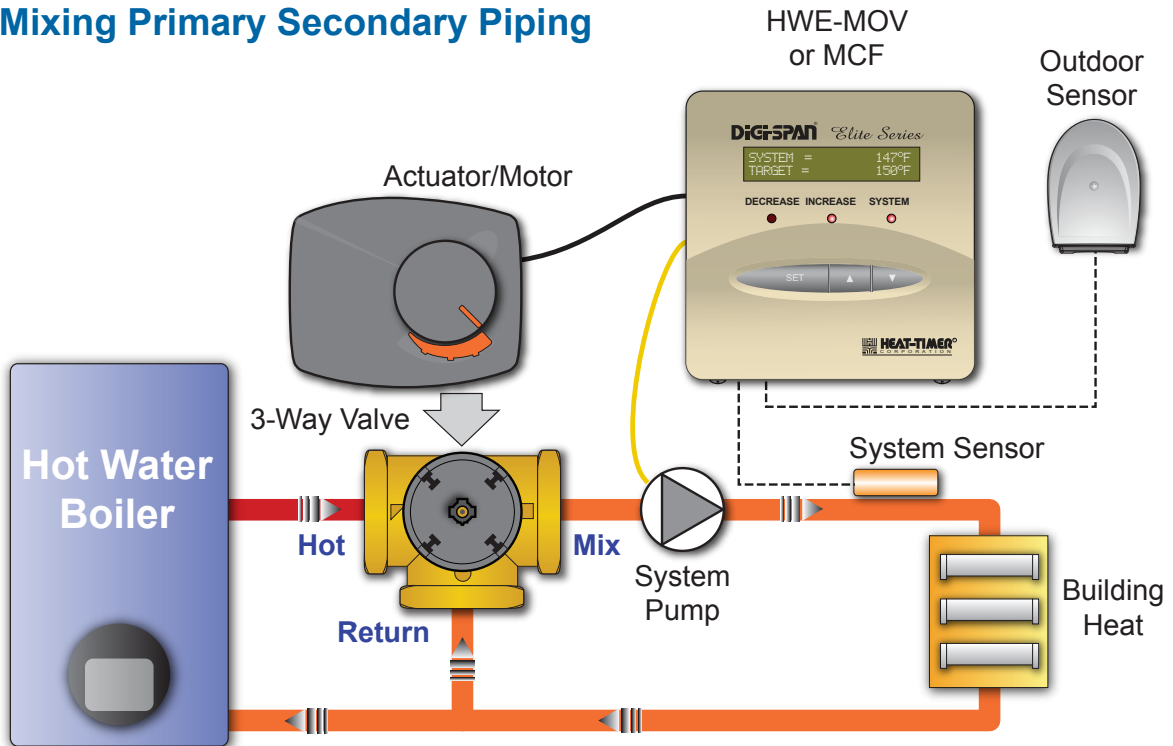 Mixing Primary Secondary Piping
HWE-MOV
or MCF
Outdoor
Sensor
DiGI-SPAN Elite Series
SYSTEM = 147°F
TARGET = 150°F
DECREASE INCREASE SYSTEM
SET
HEAT-TIMER®
CORPORATION
Actuator/Motor
3-Way Valve
Hot Water
Boiler
Hot
Mix
Return
System
Pump
System Sensor
Building
Heat